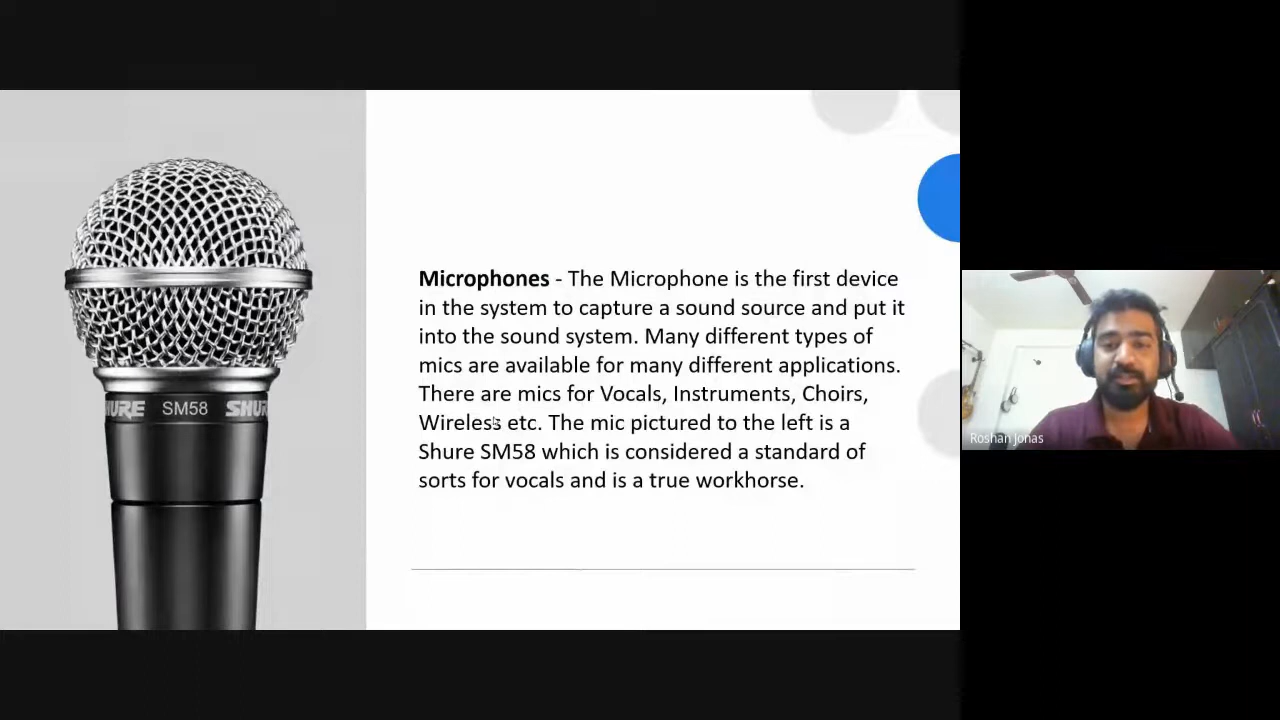 HURE SM58 SHUR
Microphones - The Microphone is the first device
in the system to capture a sound source and put it
into the sound system. Many different types of
mics are available for many different applications.
There are mics for Vocals, Instruments, Choirs,
Wireless etc. The mic pictured to the left is a
Shure SM58 which is considered a standard of
sorts for vocals and is a true workhorse.
Roshan Jonas